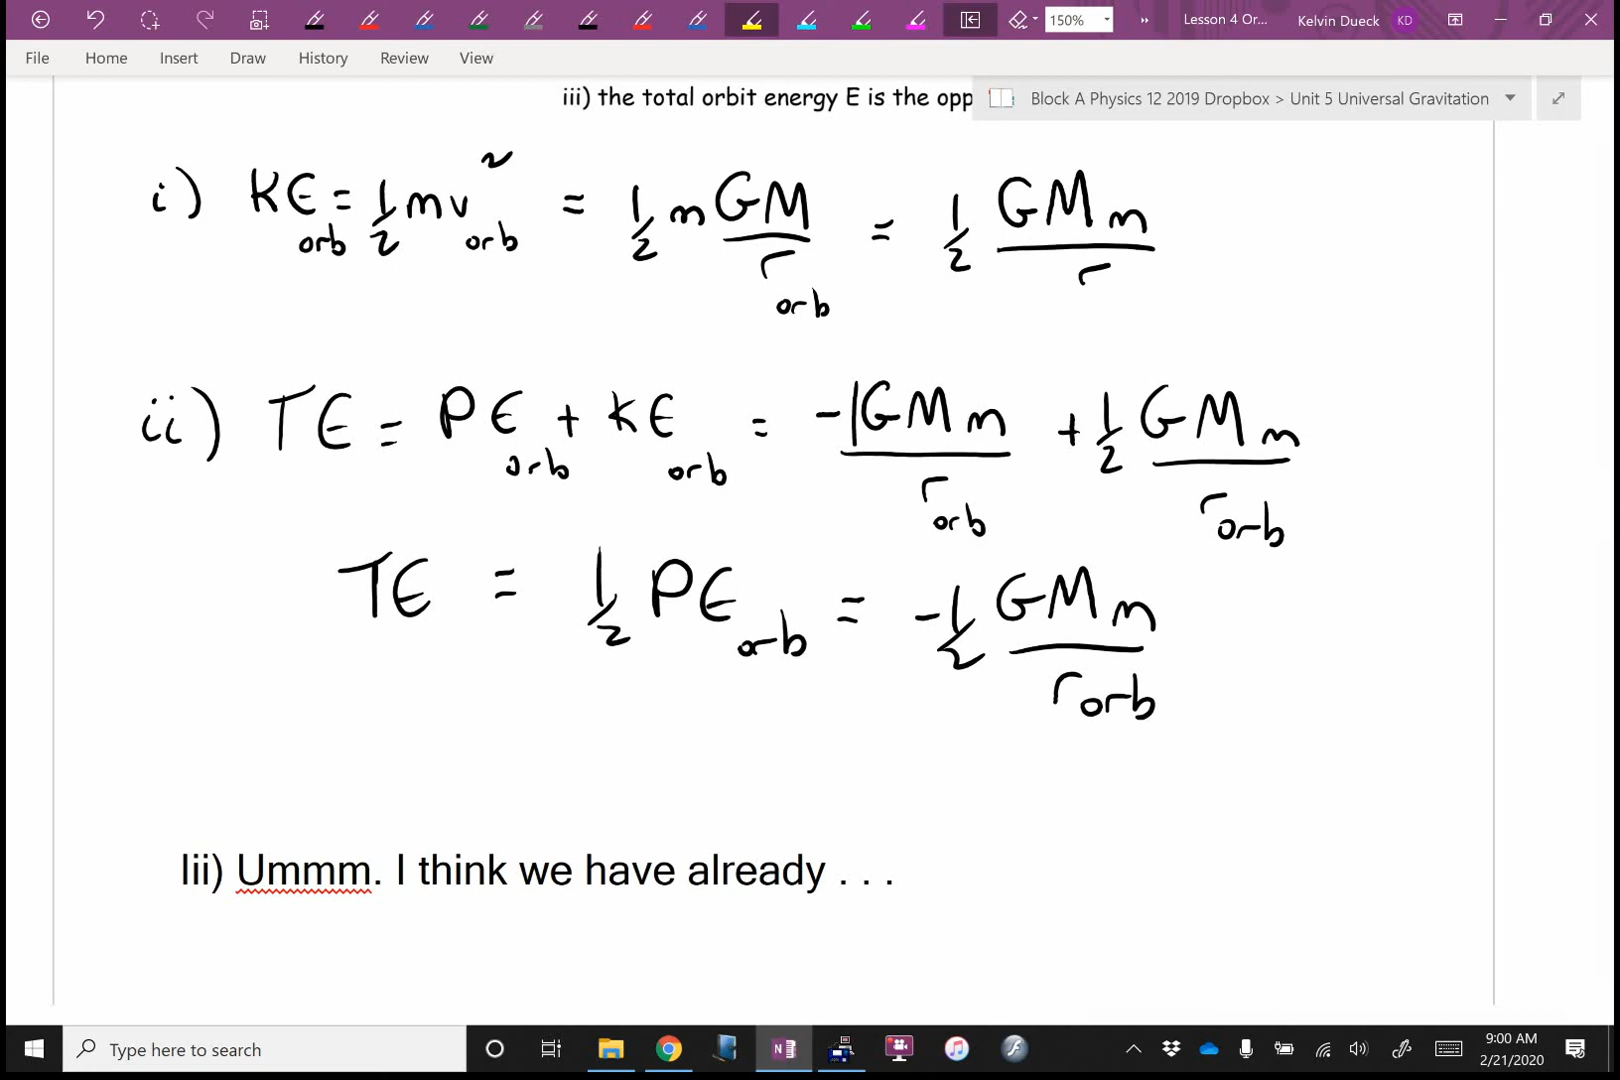 150%
Lesson 4 Or...
Kelvin Dueck
KD
File Home Insert Draw History Review View
iii) the total orbit energy E is the opp
Block A Physics 12 2019 Dropbox > Unit 5 Universal Gravitation
i) KE orb = 1/2 m v orb ² = 1/2 m GM / r orb = 1/2 GMm / r
ii) TE = PE orb + KE orb = -1GMm / r orb + 1/2 GMm / r orb
TE = 1/2 PE orb = -1/2 GMm / r orb
Iii) Ummm. I think we have already . . .
Type here to search
N
9:00 AM
2/21/2020